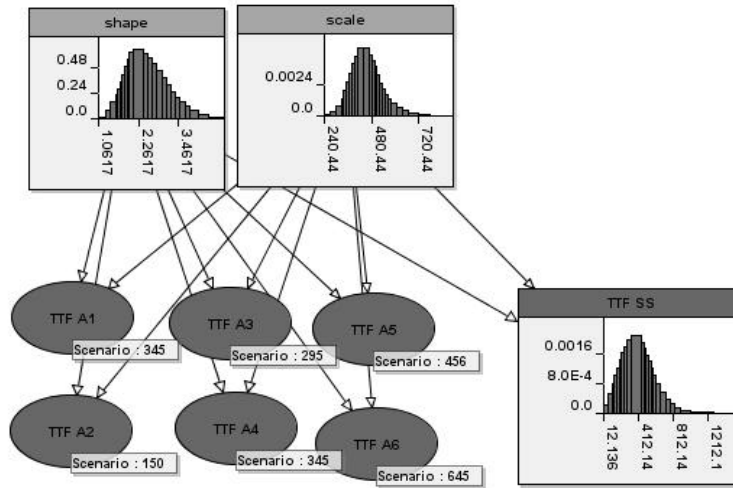 shape
0.48
0.24
0.0
1.0617
2.2617
3.4617
scale
0.0024
0.0
240.44
480.44
720.44
TTF A1
Scenario : 345
TTF A3
Scenario : 295
TTF A5
Scenario : 456
TTF SS
0.0016
8.0E-4
0.0
12.136
412.14
812.14
1212.1
TTF A2
Scenario : 150
TTF A4
Scenario : 345
TTF A6
Scenario : 645